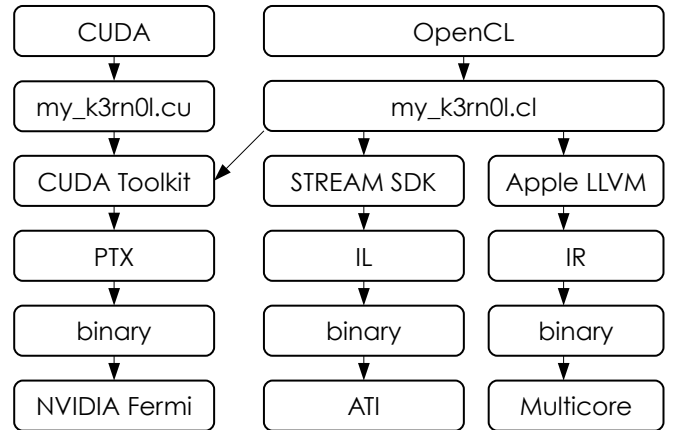 CUDA
OpenCL
my_k3rn0l.cu
my_k3rn0l.cl
CUDA Toolkit
STREAM SDK
Apple LLVM
PTX
IL
IR
binary
binary
binary
NVIDIA Fermi
ATI
Multicore